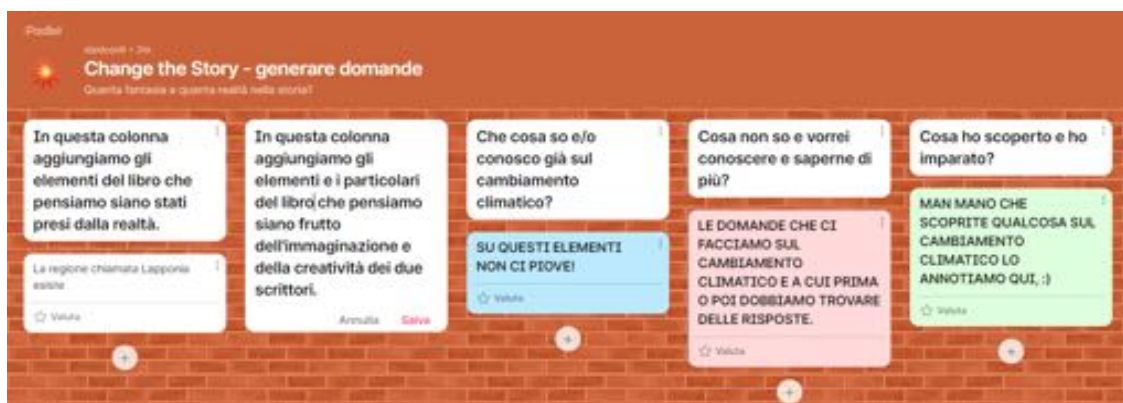 Padlet
Change the Story - generare domande
Quanta fantasia e quanta realtà nella storia?
In questa colonna
aggiungiamo gli
elementi del libro che
pensiamo siano stati
presi dalla realtà.
La regione chiamata Lapponia
esiste
Valuta
In questa colonna
aggiungiamo gli
elementi e i particolari
del libro che pensiamo
siano frutto
dell'immaginazione e
della creatività dei due
scrittori.
Annulla Salva
Che cosa so e/o
conosco già sul
cambiamento
climatico?
SU QUESTI ELEMENTI
NON CI PIOVE!
Valuta
Cosa non so e vorrei
conoscere e saperne di
più?
LE DOMANDE CHE CI
FACCIAMO SUL
CAMBIAMENTO
CLIMATICO E A CUI PRIMA
O POI DOBBIAMO TROVARE
DELLE RISPOSTE.
Valuta
Cosa ho scoperto e ho
imparato?
MAN MANO CHE
SCOPRITE QUALCOSA SUL
CAMBIAMENTO
CLIMATICO LO
ANNOTIAMO QUI, :)
Valuta